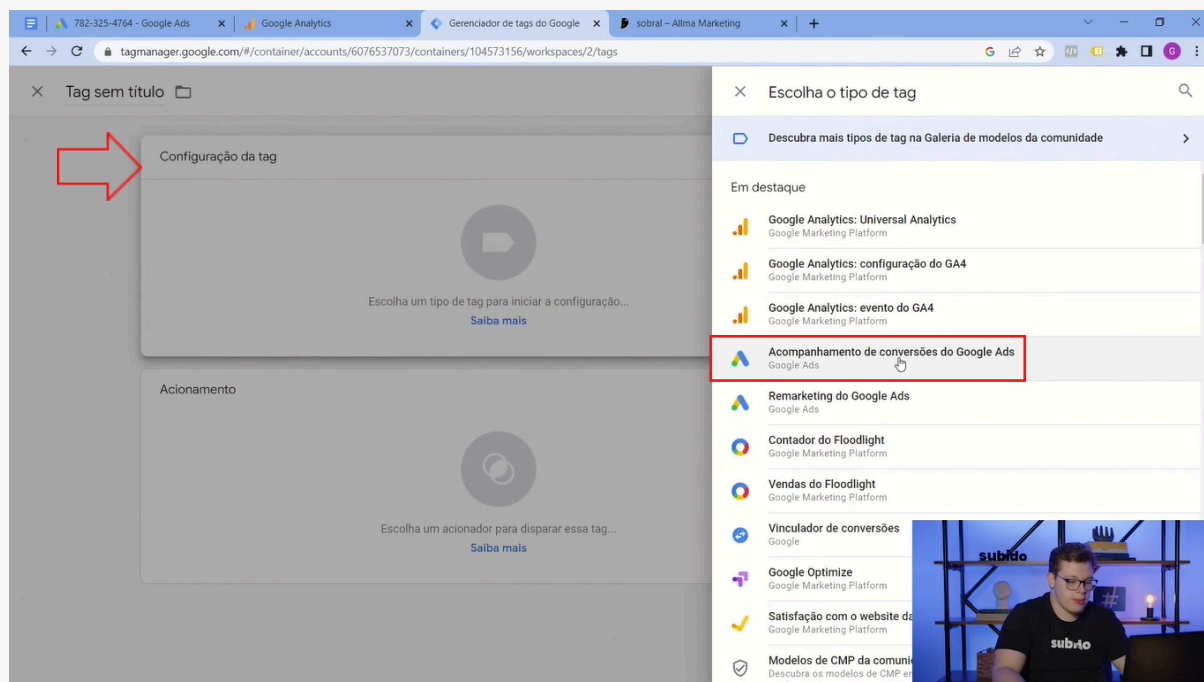 782-325-4764 - Google Ads
Google Analytics
Gerenciador de tags do Google
sobral – Allma Marketing
tagmanager.google.com/#/container/accounts/6076537073/containers/104573156/workspaces/2/tags
G
Tag sem título
Escolha o tipo de tag
Descubra mais tipos de tag na Galeria de modelos da comunidade
Configuração da tag
Escolha um tipo de tag para iniciar a configuração...
Saiba mais
Acionamento
Escolha um acionador para disparar essa tag...
Saiba mais
Em destaque
Google Analytics: Universal Analytics
Google Marketing Platform
Google Analytics: configuração do GA4
Google Marketing Platform
Google Analytics: evento do GA4
Google Marketing Platform
Acompanhamento de conversões do Google Ads
Google Ads
Remarketing do Google Ads
Google Ads
Contador do Floodlight
Google Marketing Platform
Vendas do Floodlight
Google Marketing Platform
Vinculador de conversões
Google
Google Optimize
Google Marketing Platform
Satisfação com o website da
Google Marketing Platform
Modelos de CMP da comuni
Descubra os modelos de CMP
subido
#
subido